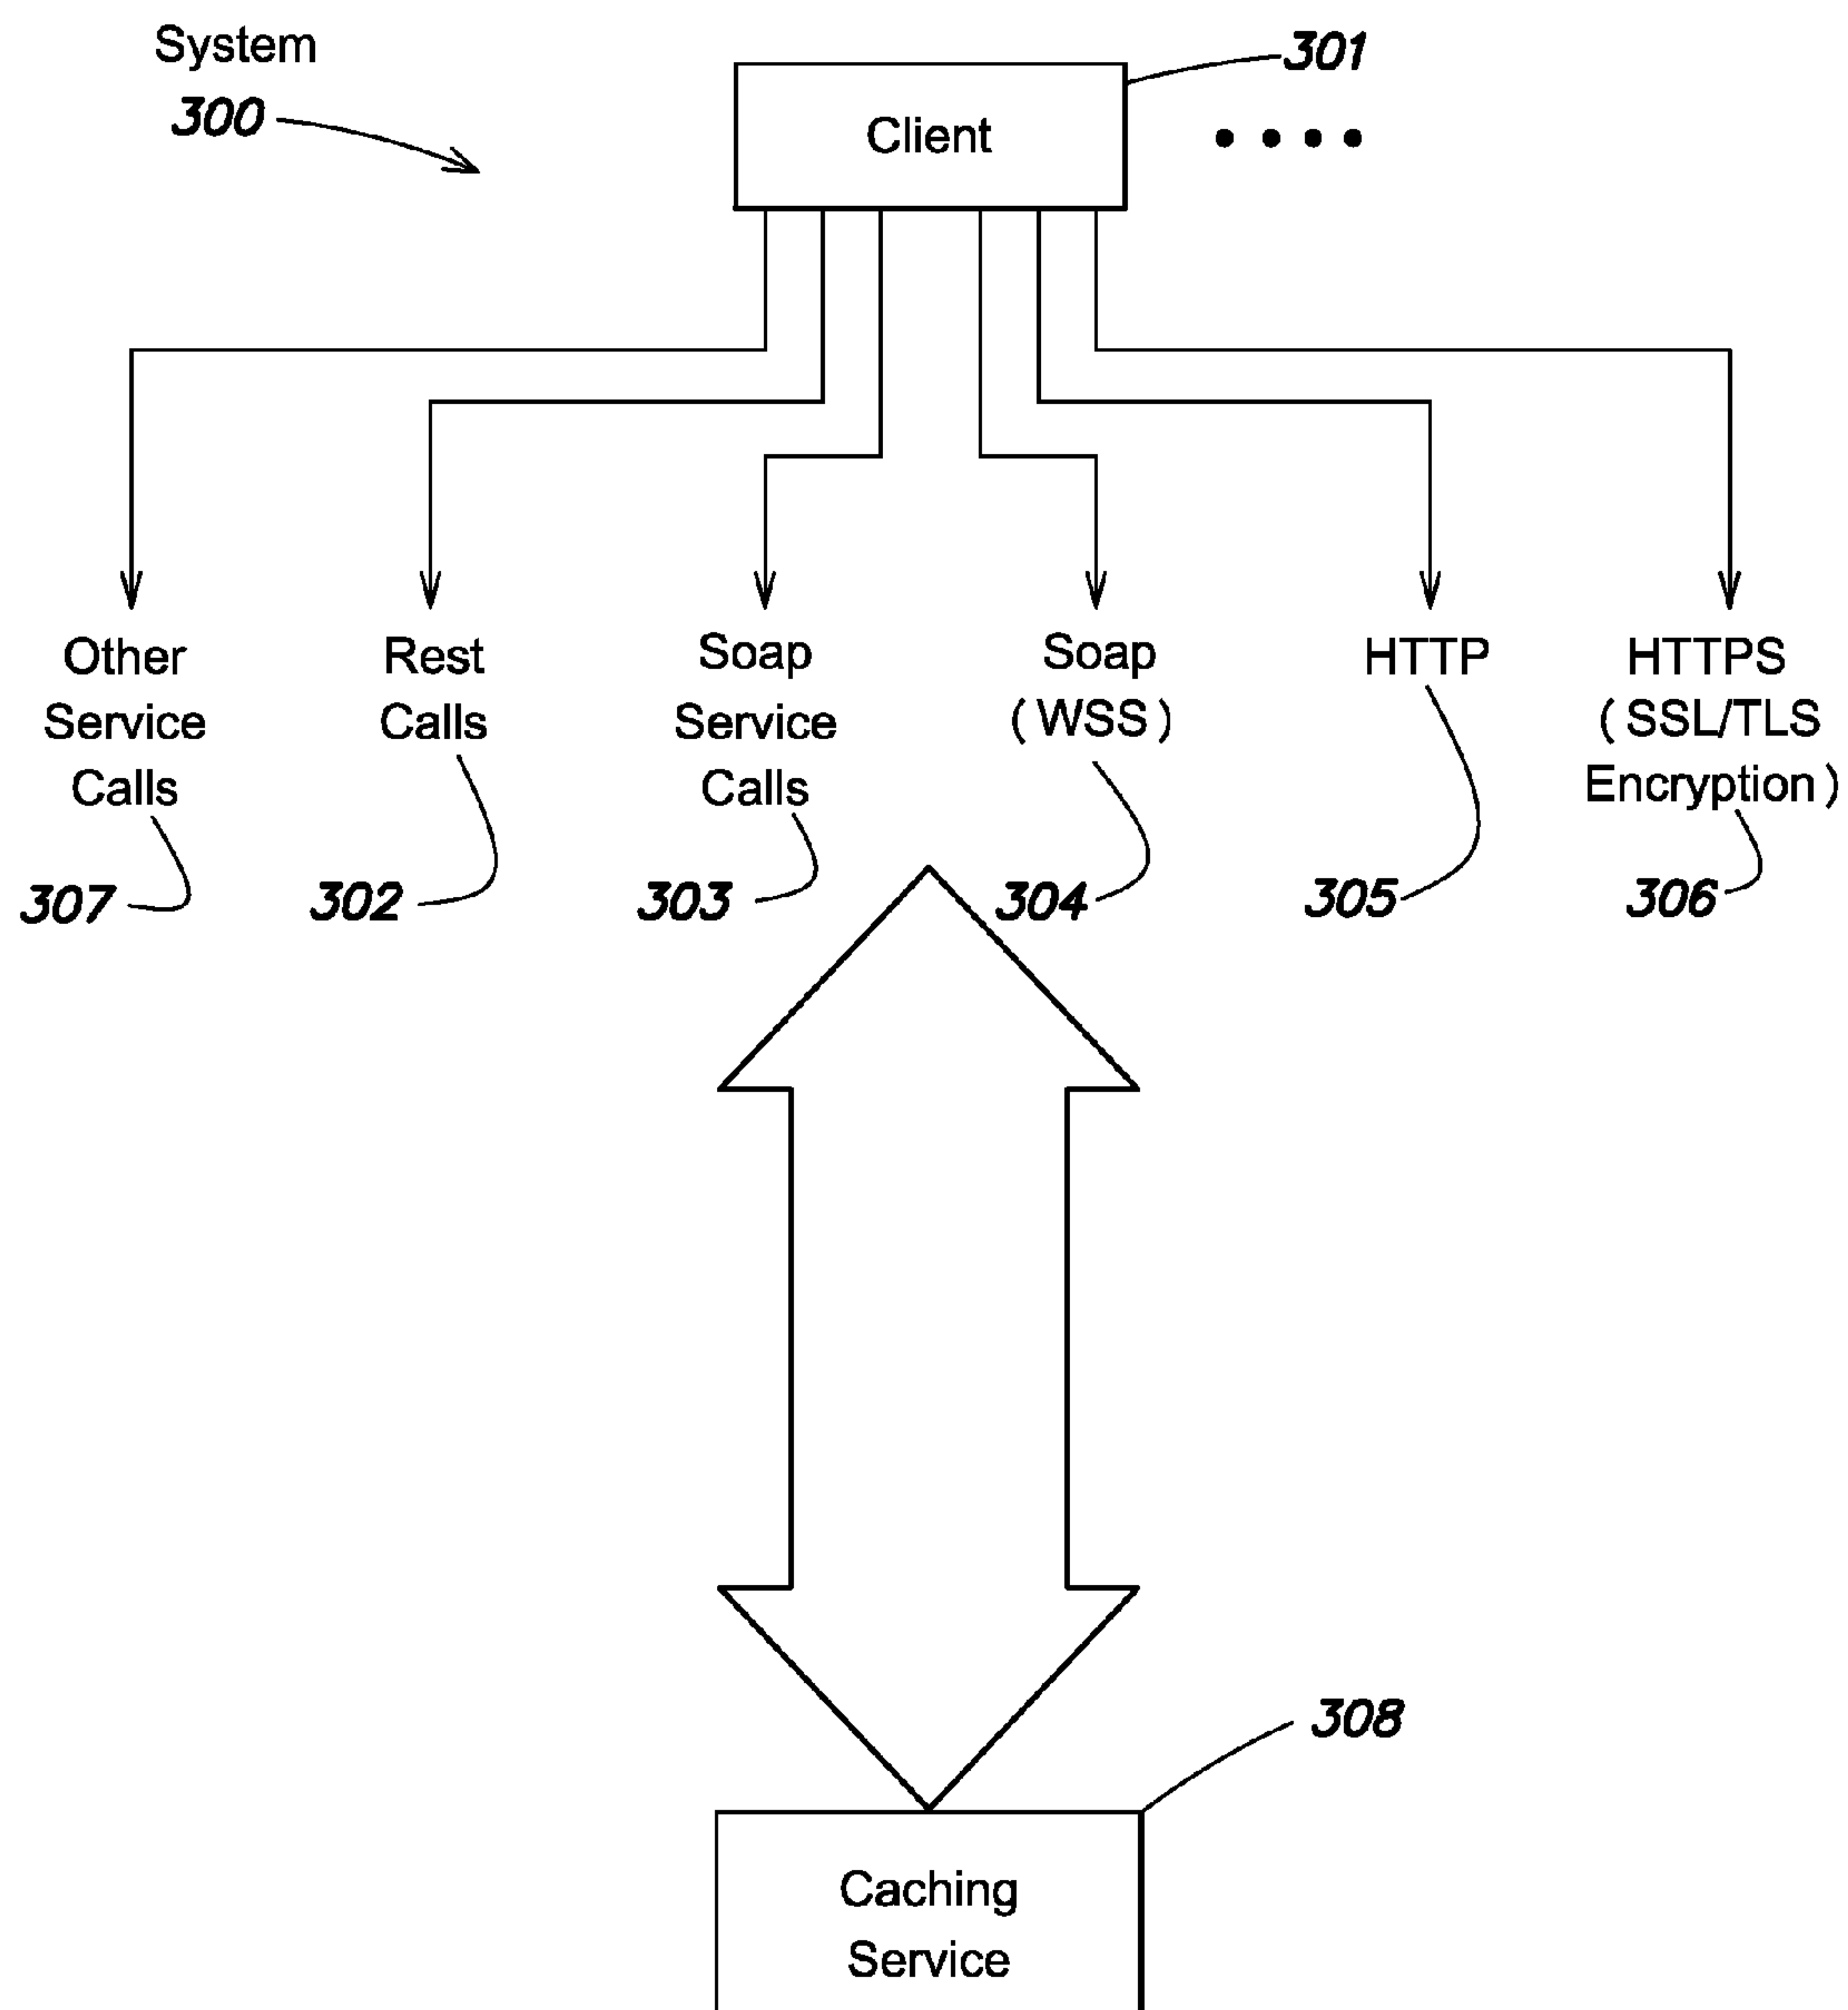 System
300
301
Client
Other
Service
Calls
Rest
Calls
Soap
Service
Calls
Soap
(WSS)
HTTP
HTTPS
(SSL/TLS
Encryption)
307
302
303
304
305
306
308
Caching
Service